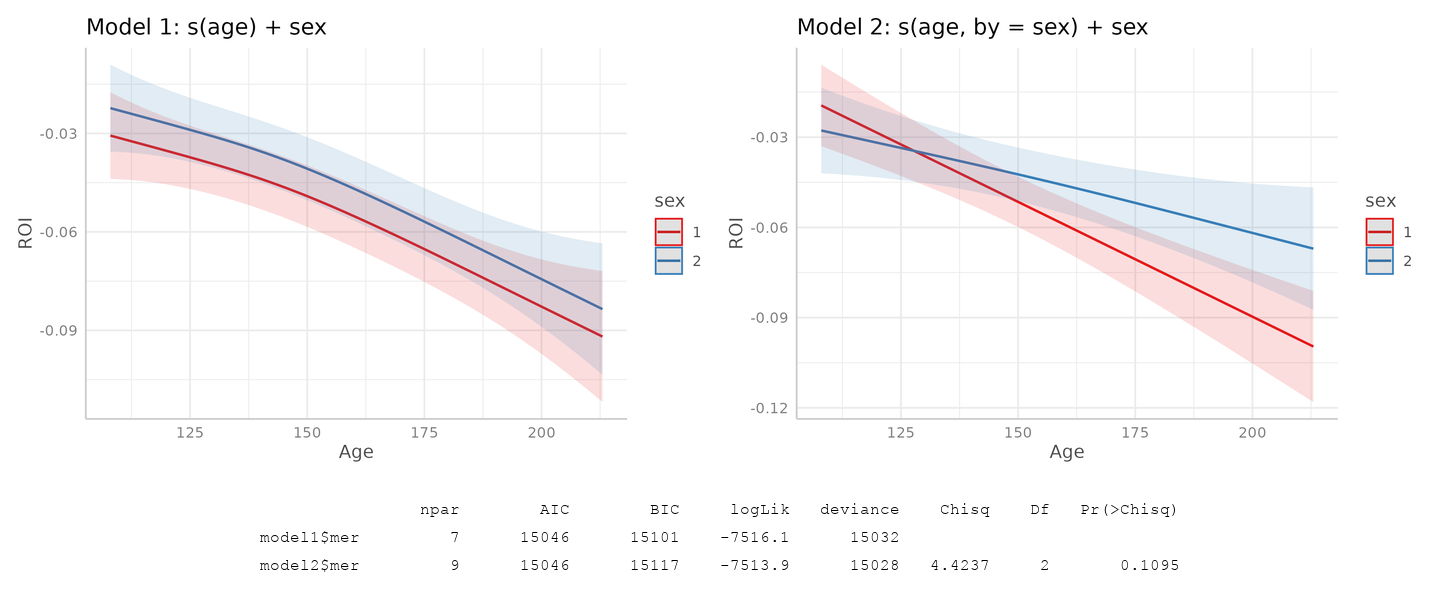 Model 1: s(age) + sex
-0.03
-0.06
-0.09
ROI
125 150 175 200
Age
sex
1
2
Model 2: s(age, by = sex) + sex
-0.03
-0.06
-0.09
-0.12
ROI
125 150 175 200
Age
sex
1
2
npar AIC BIC logLik deviance Chisq Df Pr(>Chisq)
model1$mer 7 15046 15101 -7516.1 15032
model2$mer 9 15046 15117 -7513.9 15028 4.4237 2 0.1095